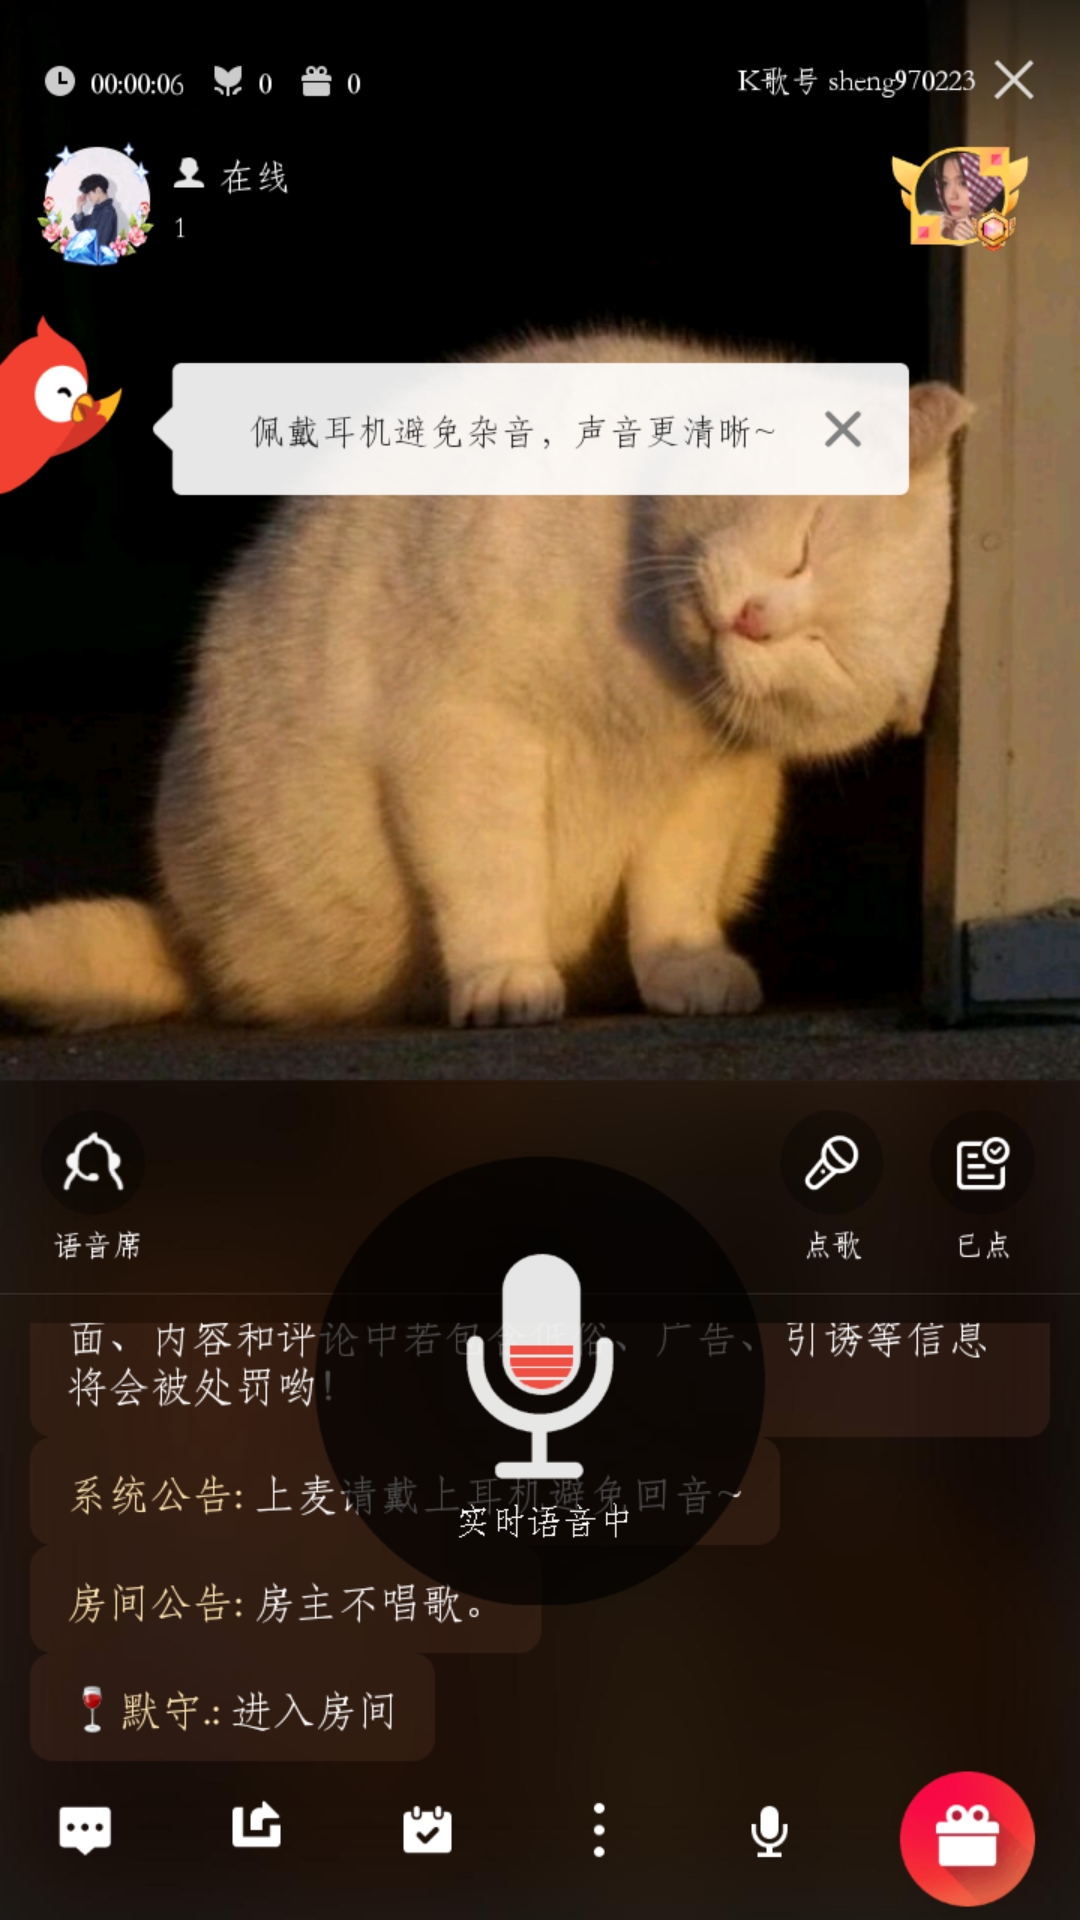 00:00:06 0 0 K歌号 sheng970223
在线
1
佩戴耳机避免杂音，声音更清晰~
语音席 点歌 已点
面、内容和评论中若包含低俗、广告、引诱等信息
将会被处罚哟！
系统公告: 上麦请戴上耳机避免回音~
实时语音中
房间公告: 房主不唱歌。
默守.: 进入房间